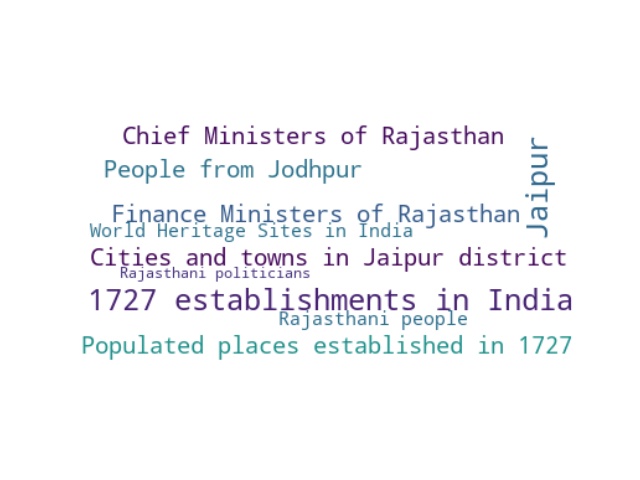 Chief Ministers of Rajasthan
People from Jodhpur
Jaipur
Finance Ministers of Rajasthan
World Heritage Sites in India
Cities and towns in Jaipur district
Rajasthani politicians
1727 establishments in India
Rajasthani people
Populated places established in 1727